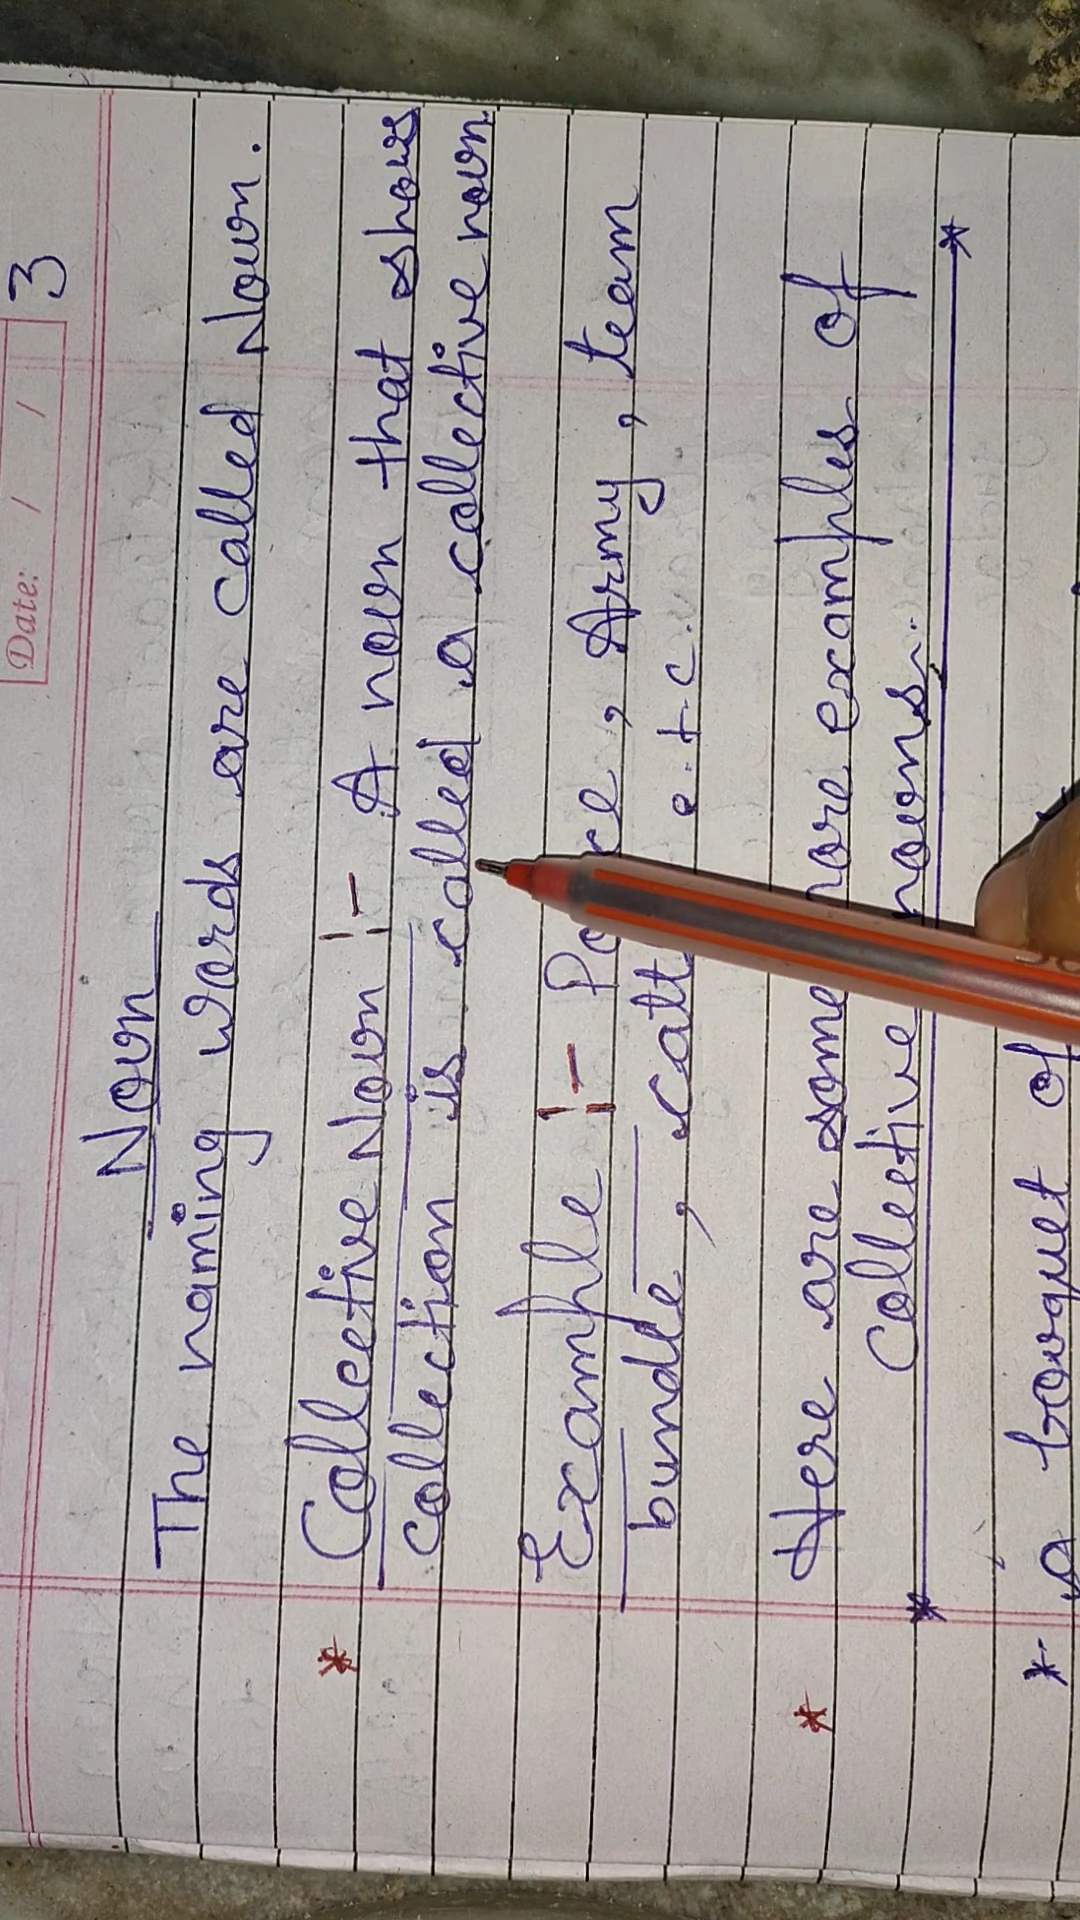 Date: / /
3
Noun
The naming words are called Noun.
* Collective Noun :- A noun that shows
collection is called a collective noun
Example :- , Army, team
bundle, e.t.c.
* Here are some more examples of
Collective nouns.
* a bouquet of